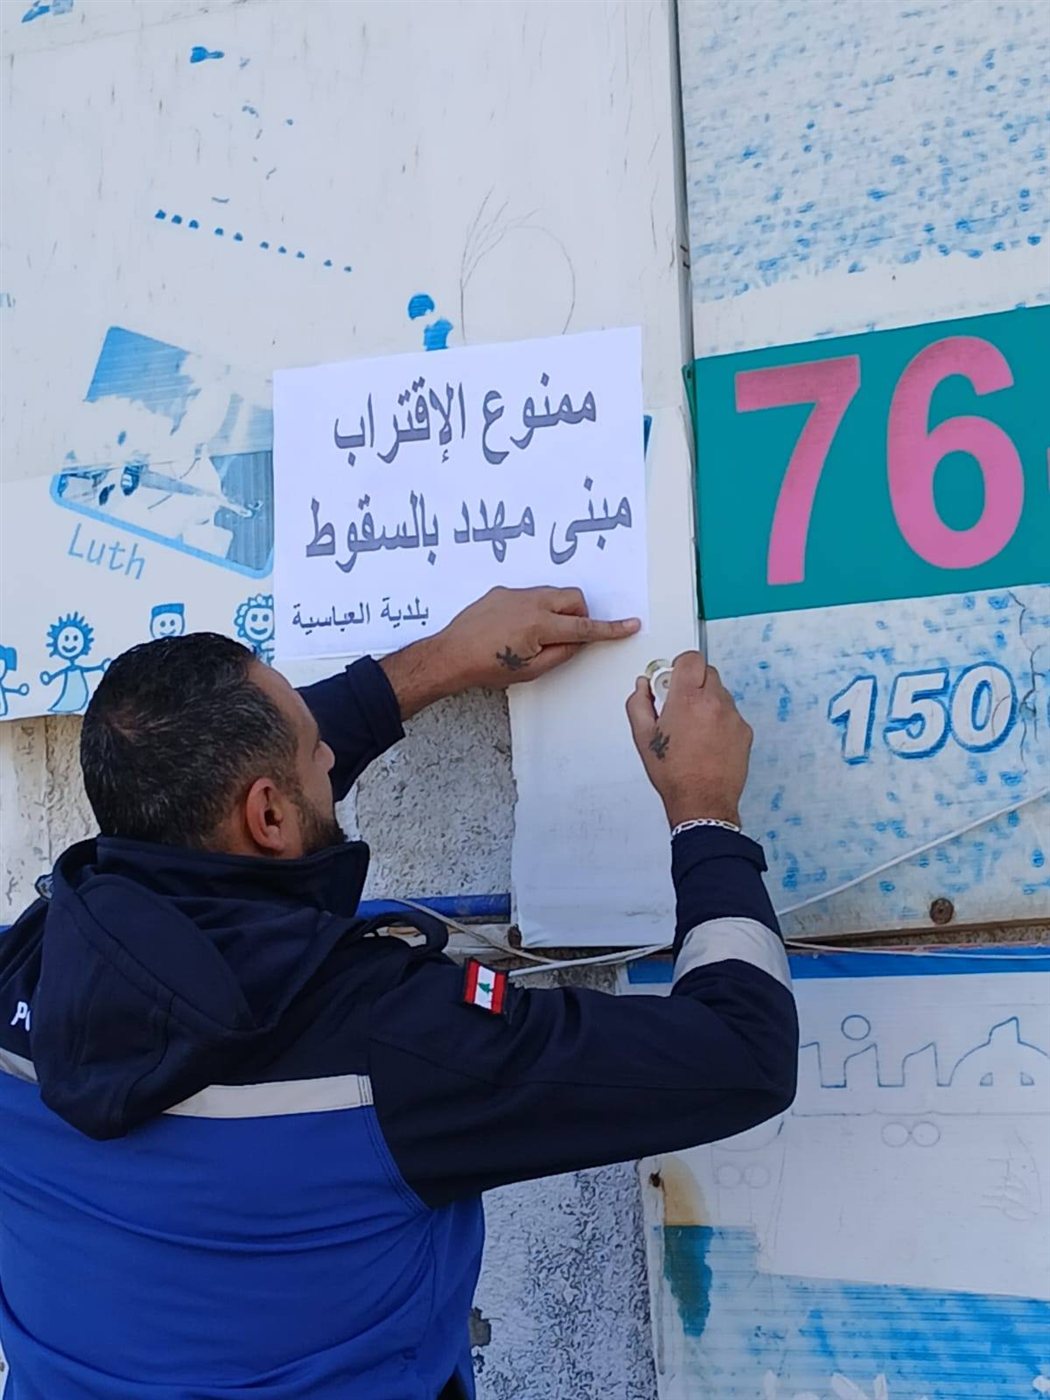 ممنوع الإقتراب
مبنى مهدد بالسقوط
بلدية العباسية
Luth
76
150